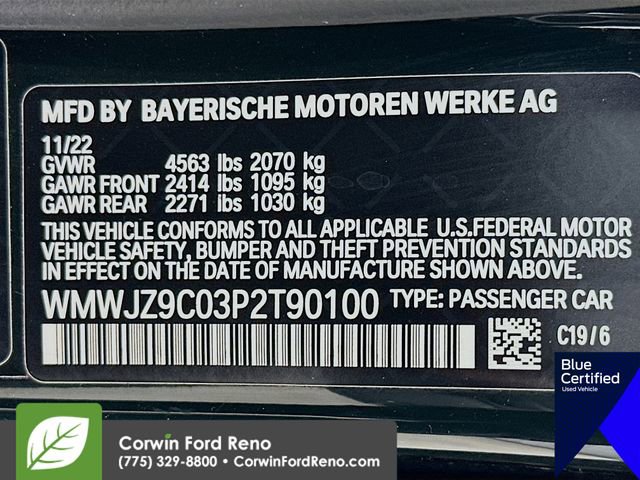 MFD BY BAYERISCHE MOTOREN WERKE AG
11/22
GVWR 4563 lbs 2070 kg
GAWR FRONT 2414 lbs 1095 kg
GAWR REAR 2271 lbs 1030 kg
THIS VEHICLE CONFORMS TO ALL APPLICABLE U.S.FEDERAL MOTOR
VEHICLE SAFETY, BUMPER AND THEFT PREVENTION STANDARDS
IN EFFECT ON THE DATE OF MANUFACTURE SHOWN ABOVE.
WMWJZ9C03P2T90100 TYPE: PASSENGER CAR
C19/6
Blue
Certified
Used Vehicle
Corwin Ford Reno
(775) 329-8800 • CorwinFordReno.com